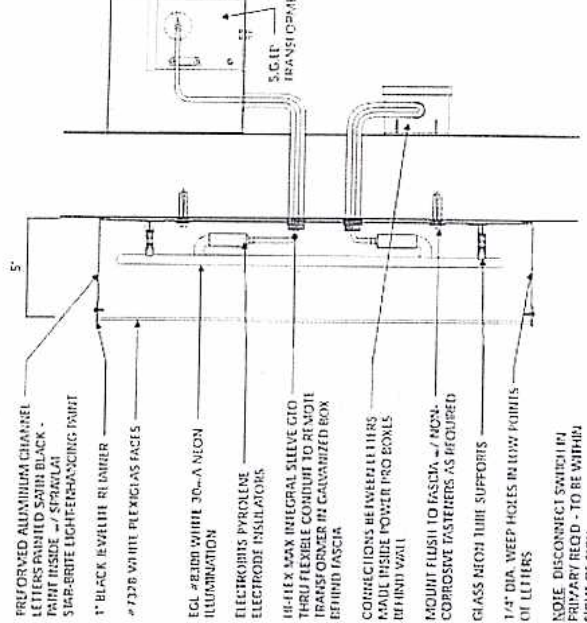 5"
PREFORMED ALUMINUM CHANNEL
LETTERS PAINTED SATIN BLACK -
PAINT INSIDE w/ SPRAYLAT
STAR-BRITE LIGHT-ENHANCING PAINT
1" BLACK JEWELITE RETAINER
#7328 WHITE PLEXIGLAS FACES
EGL #8300 WHITE 30m-A NEON
ILLUMINATION
ELECTROBITS PYROLENE
ELECTRODE INSULATORS
HI-FLEX MAX INTEGRAL SLEEVE GTO
THRU FLEXIBLE CONDUIT TO REMOTE
TRANSFORMER IN GALVANIZED BOX
BEHIND FASCIA
CONNECTIONS BETWEEN LETTERS
MADE INSIDE POWER PRO BOXES
BEHIND WALL
MOUNT FLUSH TO FASCIA w/ NON-
CORROSIVE FASTENERS AS REQUIRED
GLASS NEON TUBE SUPPORTS
1/4" DIA. WEEP HOLES IN LOW POINTS
OF LETTERS
NOTE DISCONNECT SWITCH IN
PRIMARY REQ'D - TO BE WITHIN
S.G.F.P.